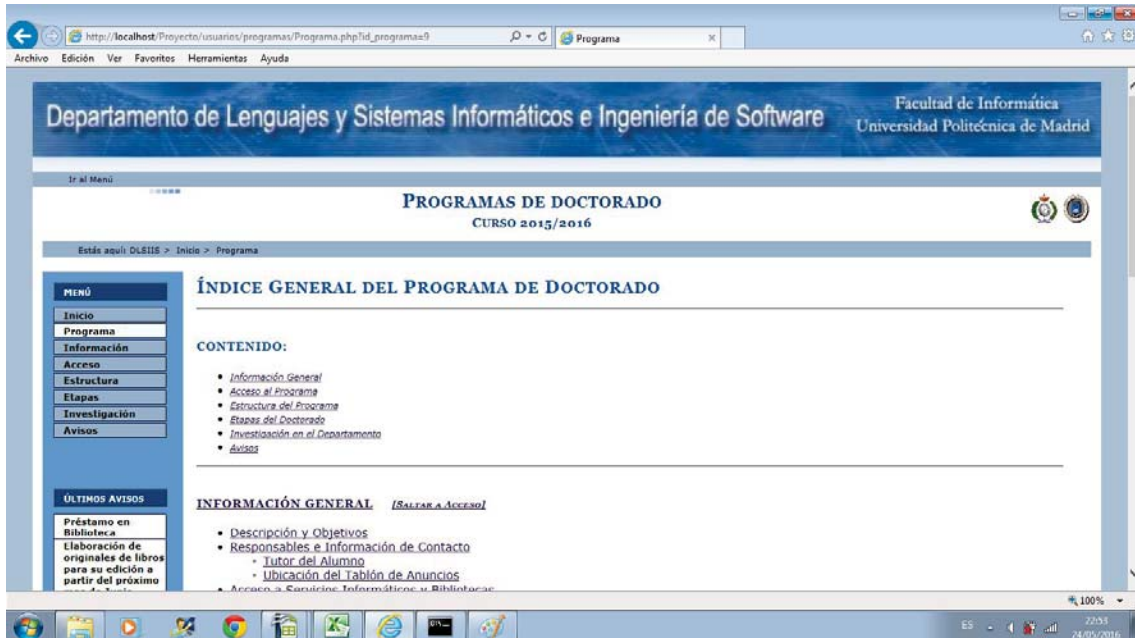 http://localhost/Proyecto/usuarios/programas/Programa.php?id_programa=9
Programa
Archivo Edición Ver Favoritos Herramientas Ayuda
Departamento de Lenguajes y Sistemas Informáticos e Ingeniería de Software
Facultad de Informática
Universidad Politécnica de Madrid
Ir al Menú
PROGRAMAS DE DOCTORADO
CURSO 2015/2016
Estás aquí: DLSIIS > Inicio > Programa
MENÚ
Inicio
Programa
Información
Acceso
Estructura
Etapas
Investigación
Avisos
ÚLTIMOS AVISOS
Préstamo en
Biblioteca
Elaboración de
originales de libros
para su edición a
partir del próximo
ÍNDICE GENERAL DEL PROGRAMA DE DOCTORADO
CONTENIDO:
Información General
Acceso al Programa
Estructura del Programa
Etapas del Doctorado
Investigación en el Departamento
Avisos
INFORMACIÓN GENERAL [SALTAR A ACCESO]
Descripción y Objetivos
Responsables e Información de Contacto
Tutor del Alumno
Ubicación del Tablón de Anuncios
Acceso a Servicios Informáticos y Bibliotecas
100%
ES
22:53
24/05/2016